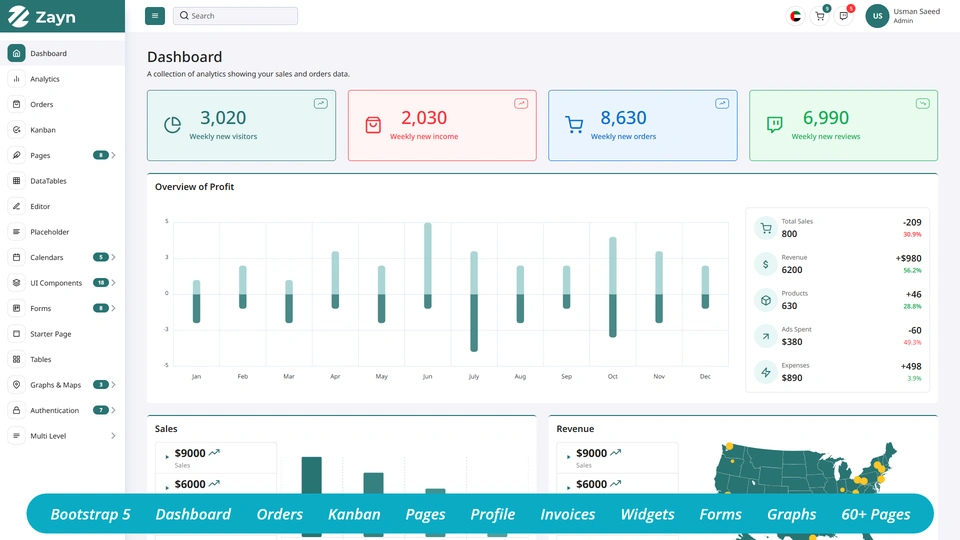 Zayn
Search
9
5
US
Usman Saeed
Admin
Dashboard
Analytics
Orders
Kanban
Pages
8
DataTables
Editor
Placeholder
Calendars
5
UI Components
18
Forms
8
Starter Page
Tables
Graphs & Maps
3
Authentication
7
Multi Level
Dashboard
A collection of analytics showing your sales and orders data.
3,020
Weekly new visitors
2,030
Weekly new income
8,630
Weekly new orders
6,990
Weekly new reviews
Overview of Profit
5
3
0
-3
-5
Jan Feb Mar Apr May Jun July Aug Sep Oct Nov Dec
Total Sales
800
-209
30.9%
Revenue
6200
+$980
56.2%
Products
630
+46
28.8%
Ads Spent
$380
-60
49.3%
Expenses
$890
+498
3.9%
Sales
$9000
Sales
$6000
Revenue
$9000
Sales
$6000
Bootstrap 5 Dashboard Orders Kanban Pages Profile Invoices Widgets Forms Graphs 60+ Pages